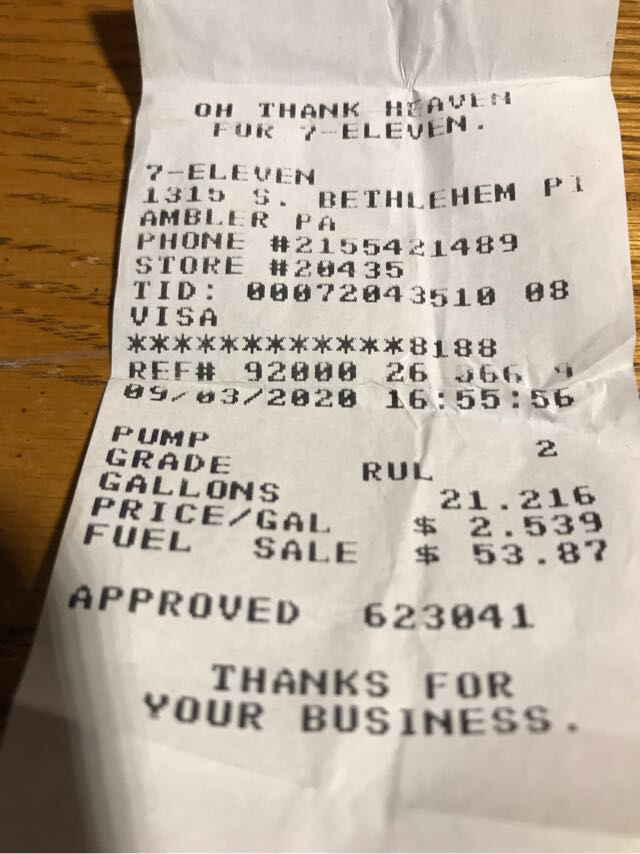 OH THANK HEAVEN
FOR 7-ELEVEN.
7-ELEVEN
1315 S. BETHLEHEM PI
AMBLER PA
PHONE #2155421489
STORE #20435
TID: 00072043510 08
VISA
************8188
REF# 92000 26 366 9
09/03/2020 16:55:56
PUMP 2
GRADE RUL
GALLONS 21.216
PRICE/GAL $ 2.539
FUEL SALE $ 53.87
APPROVED 623041
THANKS FOR
YOUR BUSINESS.